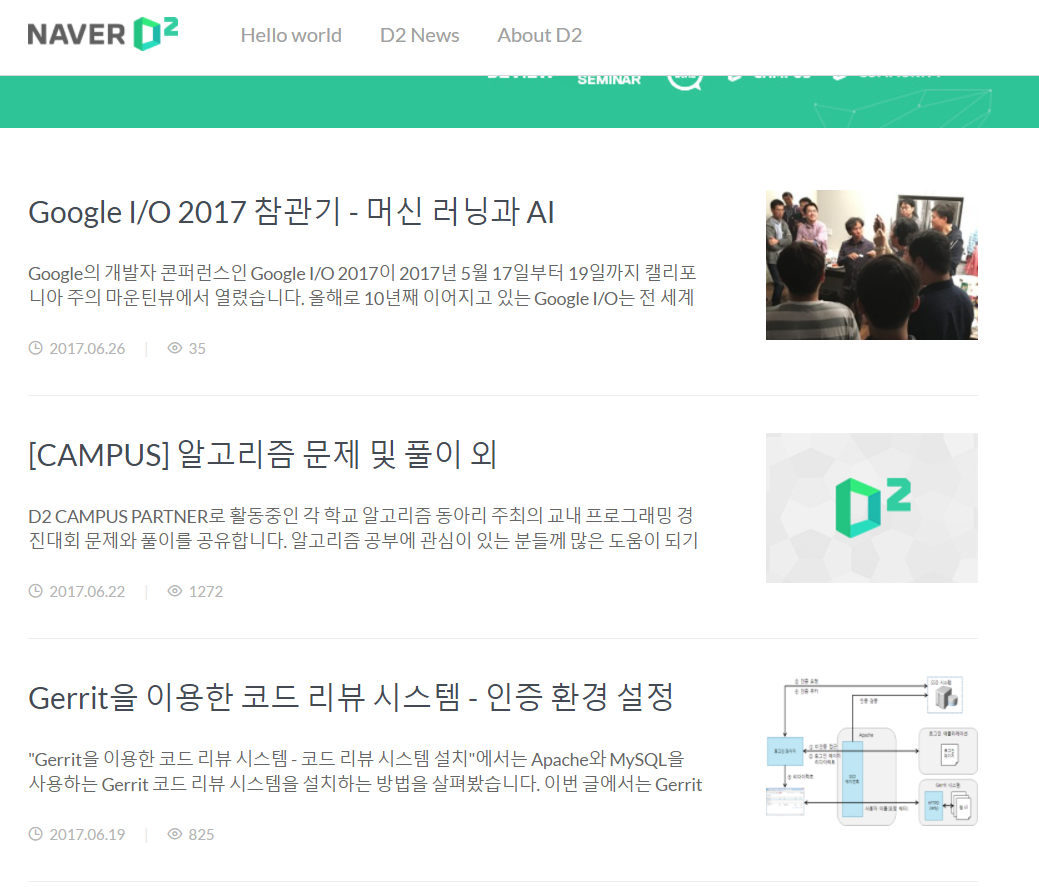 NAVER D2
Hello world
D2 News
About D2
SEMINAR
Google I/O 2017 참관기 - 머신 러닝과 AI
Google의 개발자 콘퍼런스인 Google I/O 2017이 2017년 5월 17일부터 19일까지 캘리포
니아 주의 마운틴뷰에서 열렸습니다. 올해로 10년째 이어지고 있는 Google I/O는 전 세계
2017.06.26 | 35
[CAMPUS] 알고리즘 문제 및 풀이 외
D2 CAMPUS PARTNER로 활동중인 각 학교 알고리즘 동아리 주최의 교내 프로그래밍 경
진대회 문제와 풀이를 공유합니다. 알고리즘 공부에 관심이 있는 분들께 많은 도움이 되기
D2
2017.06.22 | 1272
Gerrit을 이용한 코드 리뷰 시스템 - 인증 환경 설정
"Gerrit을 이용한 코드 리뷰 시스템 - 코드 리뷰 시스템 설치"에서는 Apache와 MySQL을
사용하는 Gerrit 코드 리뷰 시스템을 설치하는 방법을 살펴봤습니다. 이번 글에서는 Gerrit
Apache
2017.06.19 | 825